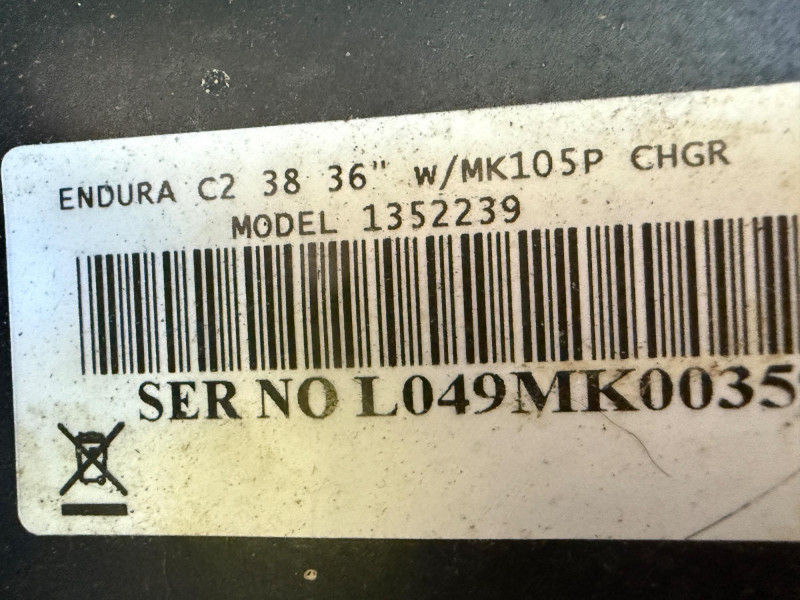 ENDURA C2 38 36" W/MK105P CHGR
MODEL 1352239
SER NO L049MK0035